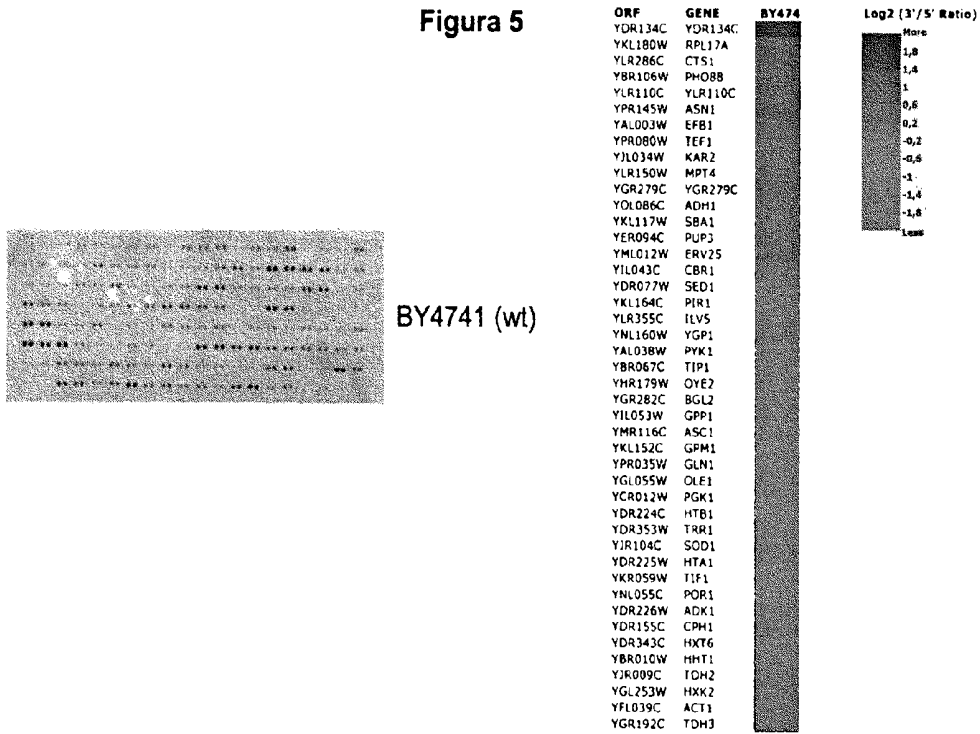 Figura 5
BY4741 (wt)
ORF GENE BY474
YDR134C YDR134C
YKL180W RPL17A
YLR286C CTS1
YBR106W PHO88
YLR110C YLR110C
YPR145W ASN1
YAL003W EFB1
YPR080W TEF1
YJL034W KAR2
YLR150W MPT4
YGR279C YGR279C
YOL086C ADH1
YKL117W SBA1
YER094C PUP3
YML012W ERV25
YIL043C CBR1
YDR077W SED1
YKL164C PIR1
YLR355C ILV5
YNL160W YGP1
YAL038W PYK1
YBR067C TIP1
YHR179W OYE2
YGR282C BGL2
YIL053W GPP1
YMR116C ASC1
YKL152C GPM1
YPR035W GLN1
YGL055W OLE1
YCR012W PGK1
YDR224C HTB1
YDR353W TRR1
YJR104C SOD1
YDR225W HTA1
YKR059W TIF1
YNL055C POR1
YDR226W ADK1
YDR155C CPH1
YDR343C HXT6
YBR010W HHT1
YJR009C TDH2
YGL253W HXK2
YFL039C ACT1
YGR192C TDH3
Log2 (3'/5' Ratio)
More
1,8
1,4
1
0,6
0,2
-0,2
-0,6
-1
-1,4
-1,8
Less